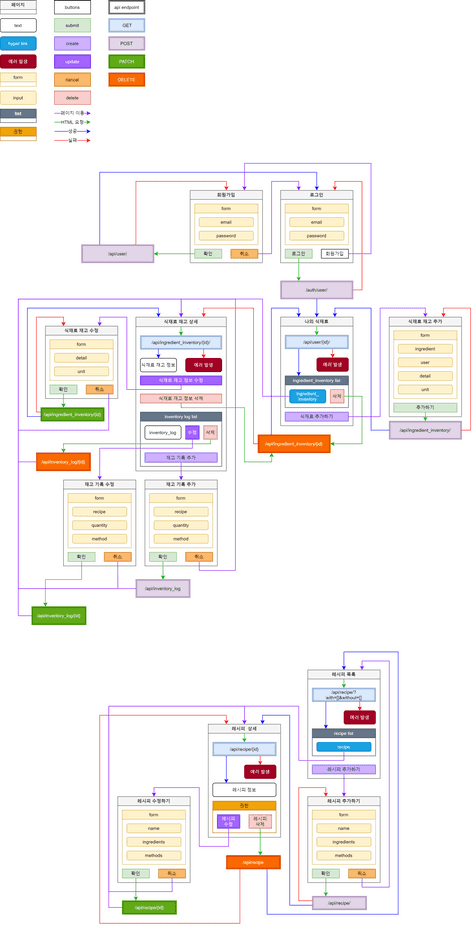 페이지
buttons
api endpoint
text
submit
GET
hyper link
create
POST
에러 발생
update
PATCH
form
cancel
DELETE
input
delete
list
권한
페이지 이동
HTML 요청
성공
실패
회원가입
form
email
password
확인
취소
로그인
form
email
password
로그인
회원가입
/api/user/
/auth/user/
식재료 재고 수정
form
detail
unit
확인
취소
/api/ingredient_inventory/{id}/
식재료 재고 상세
/api/ingredient_inventory/{id}/
식재료 재고 정보
에러 발생
식재료 재고 정보 수정
식재료 재고 정보 삭제
inventory log list
inventory_log
수정
삭제
재고 기록 추가
나의 식재료
/api/user/{id}/
에러 발생
ingredient_inventory list
ingredient_
inventory
삭제
식재료 추가하기
식재료 재고 추가
form
ingredient
user
detail
unit
추가하기
/api/ingredient_inventory/
/api/ingredient_inventory/{id}
/api/inventory_log/{id}
재고 기록 수정
form
recipe
quantity
method
확인
취소
재고 기록 추가
form
recipe
quantity
method
확인
취소
/api/inventory_log
/api/inventory_log/{id}
레시피 목록
/api/recipe/?
with=[]&without=[]
에러 발생
recipe list
recipe
레시피 추가하기
레시피 상세
/api/recipe/{id}
에러 발생
레시피 정보
권한
레시피
수정
레시피
삭제
/api/recipe
레시피 수정하기
form
name
ingredients
methods
확인
취소
/api/recipe/{id}
레시피 추가하기
form
name
ingredients
methods
확인
취소
/api/recipe/